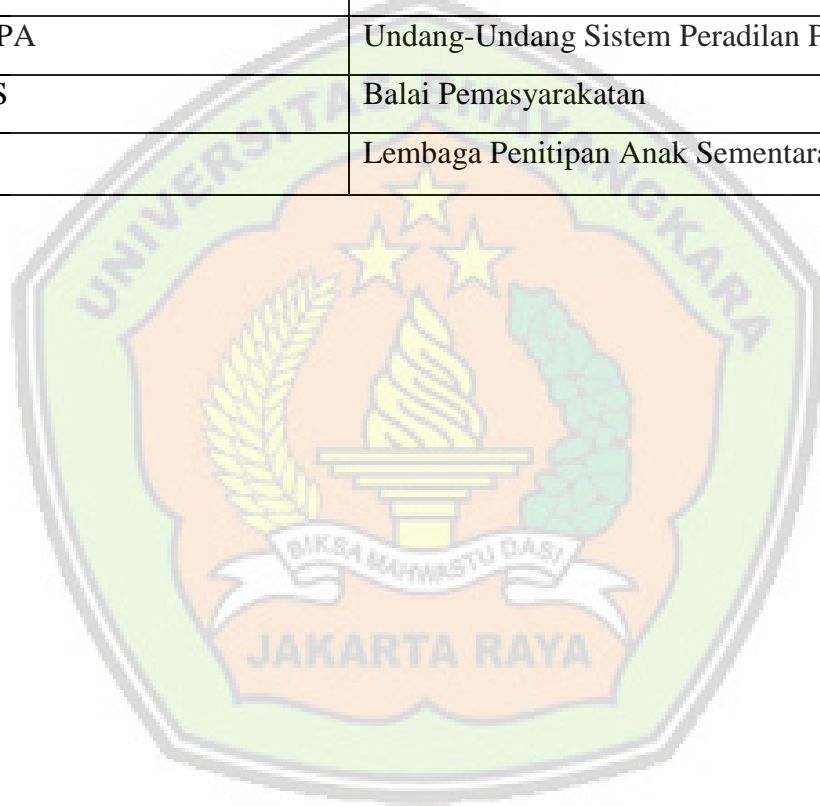 PA Undang-Undang Sistem Peradilan P
S Balai Pemasyarakatan
Lembaga Penitipan Anak Sementara
UNIVERSITAS BHAYANGKARA
BIKSA MAHWASTU DASI
JAKARTA RAYA